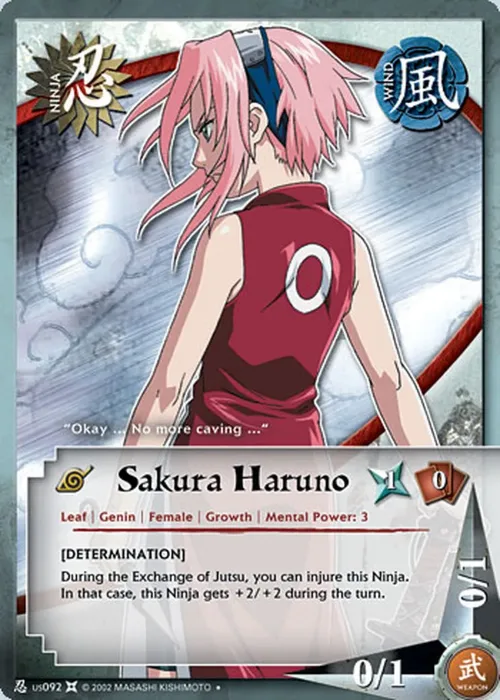 NINJA
忍
WIND
風
"Okay ... No more caving ..."
Sakura Haruno
1
0
Leaf | Genin | Female | Growth | Mental Power: 3
[DETERMINATION]
During the Exchange of Jutsu, you can injure this Ninja.
In that case, this Ninja gets +2/+2 during the turn.
0/1
0/1
武
WEAPON
US092 © 2002 MASASHI KISHIMOTO